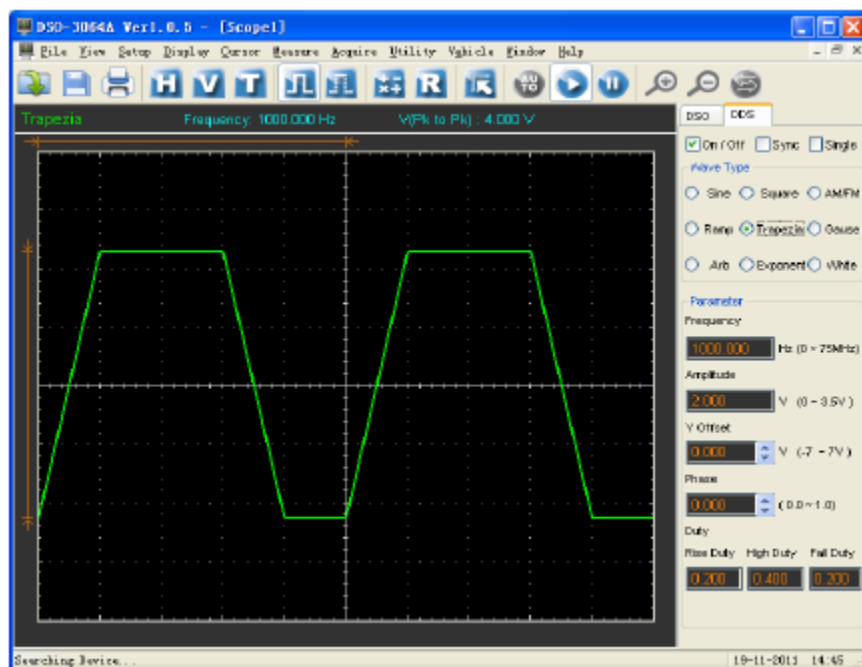 DSO-3064A Ver1.0.5 - [Scope1]
File View Setup Display Cursor Measure Acquire Utility Vehicle Window Help
H V T R AUTO
Trapezia Frequency: 1000.000 Hz V(Pk to Pk) : 4.000 V
DSO DDS
On / Off Sync Single
Wave Type
Sine Square AM/FM
Ramp Trapezia Gause
Arb Exponent White
Parameter
Frequency
1000.000 Hz (0 ~ 75MHz)
Amplitude
2.000 V (0 ~ 3.5V)
Y Offset
0.000 V (-7 ~ 7V)
Phase
0.000 ( 0.0 ~ 1.0)
Duty
Rise Duty High Duty Fall Duty
0.200 0.400 0.200
Searching Device... 19-11-2011 14:45